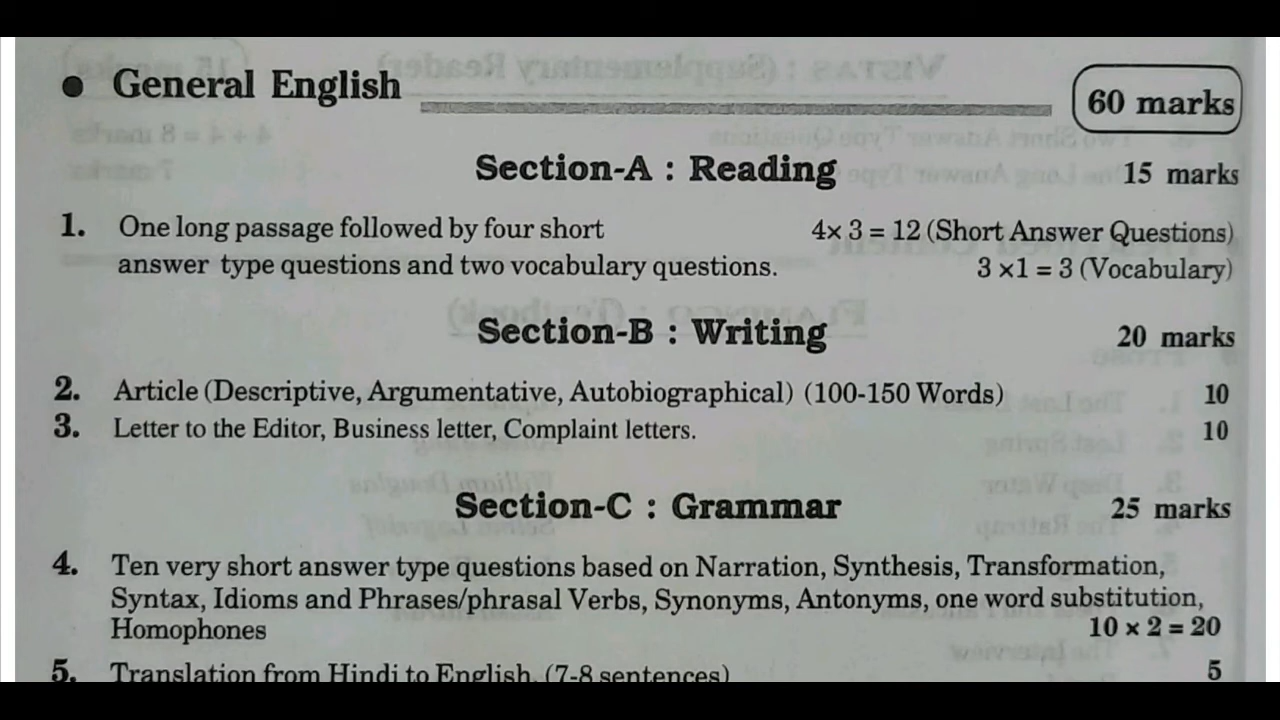 • General English 60 marks
Section-A : Reading 15 marks
1. One long passage followed by four short 4× 3 = 12 (Short Answer Questions)
answer type questions and two vocabulary questions. 3 ×1 = 3 (Vocabulary)
Section-B : Writing 20 marks
2. Article (Descriptive, Argumentative, Autobiographical) (100-150 Words) 10
3. Letter to the Editor, Business letter, Complaint letters. 10
Section-C : Grammar 25 marks
4. Ten very short answer type questions based on Narration, Synthesis, Transformation,
Syntax, Idioms and Phrases/phrasal Verbs, Synonyms, Antonyms, one word substitution,
Homophones 10 × 2 = 20
5. Translation from Hindi to English. (7-8 sentences) 5